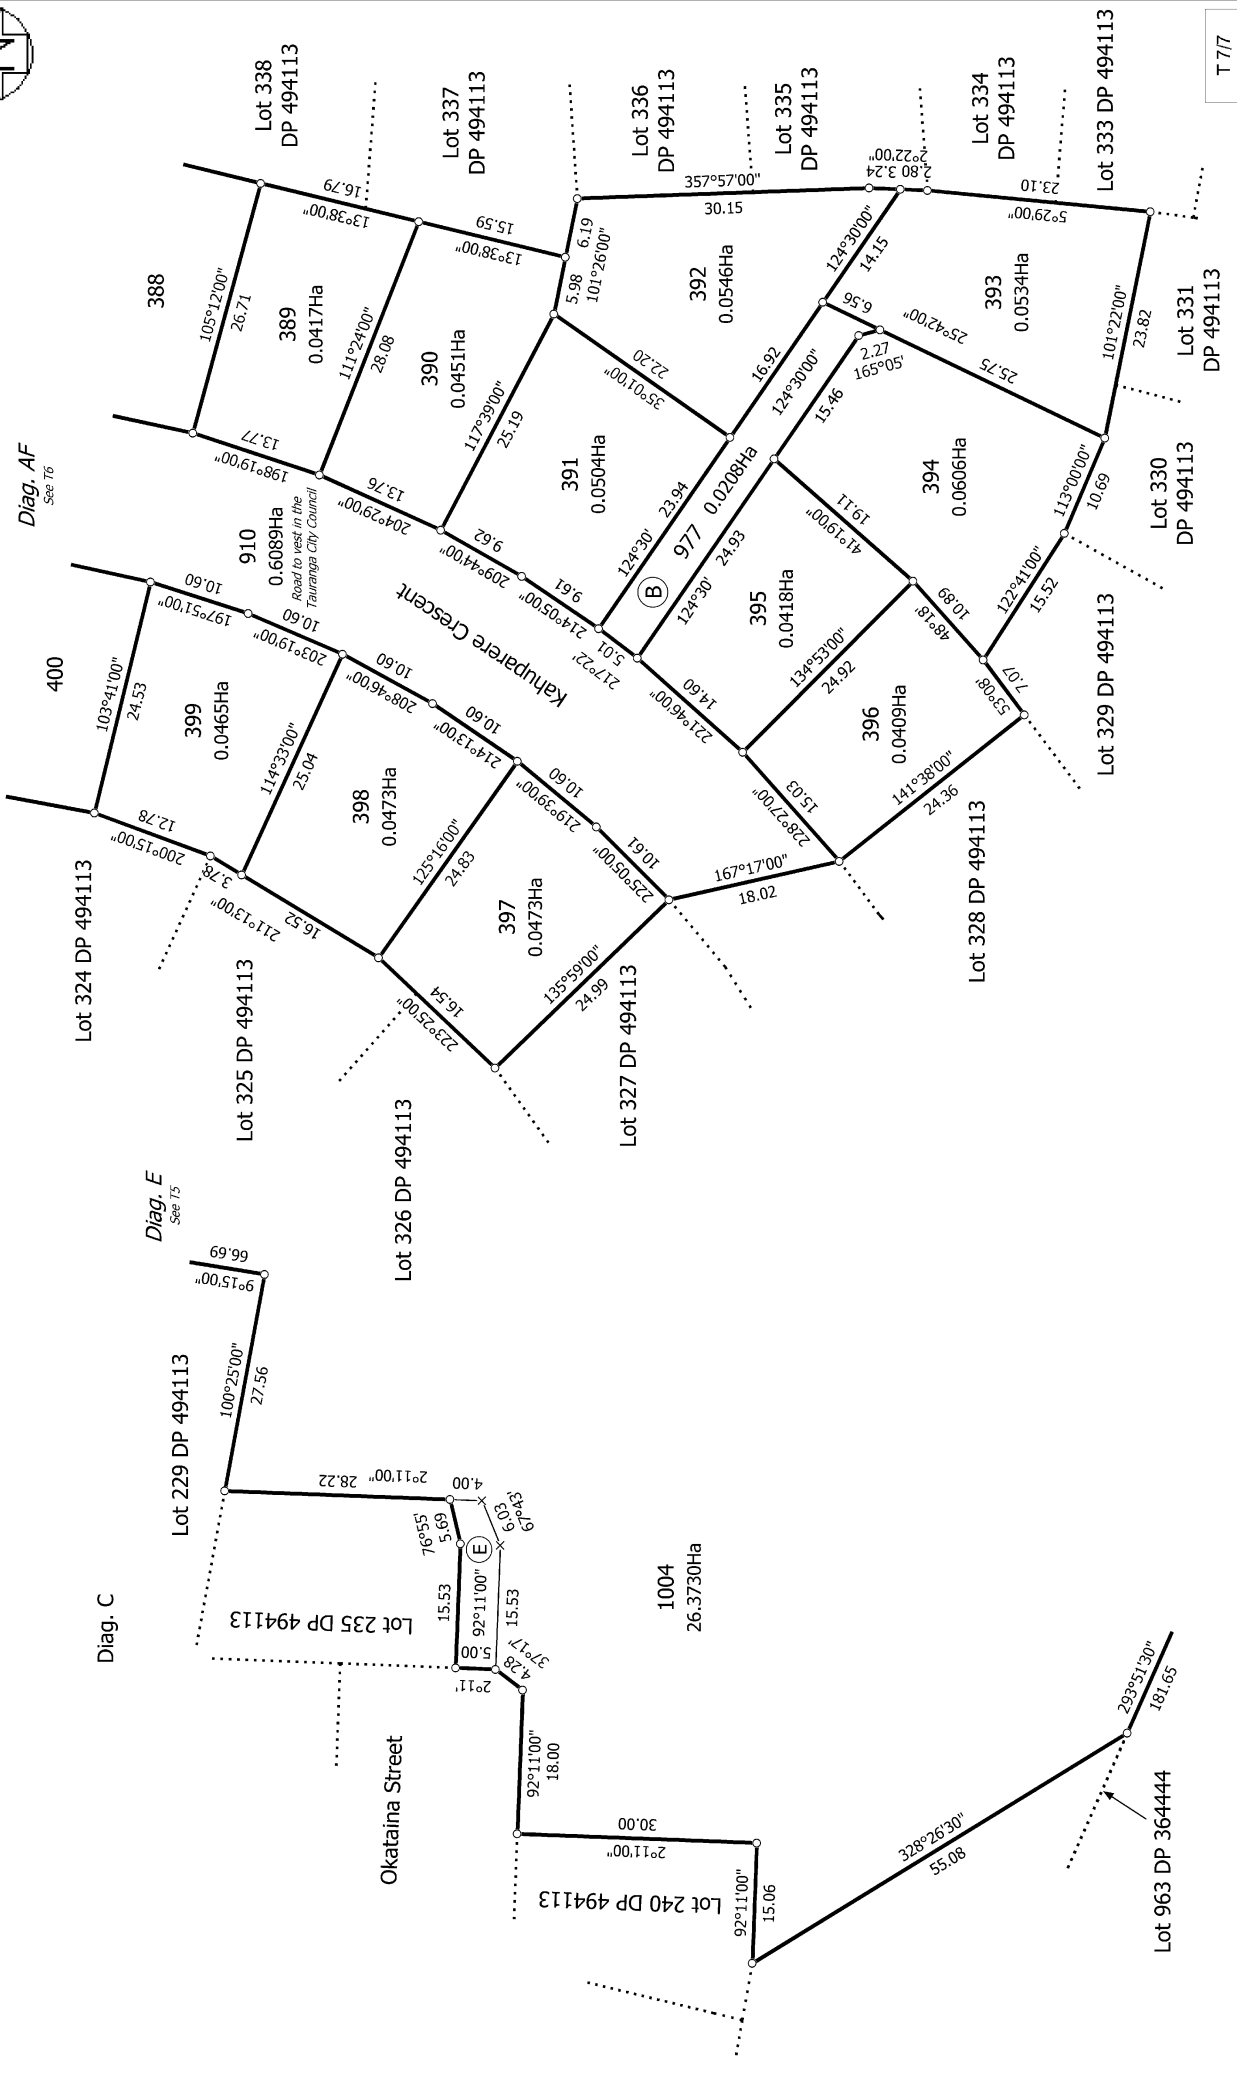 N
T 7/7
Diag. AF
See T6
388
400
Lot 338
DP 494113
Lot 337
DP 494113
Lot 336
DP 494113
Lot 335
DP 494113
Lot 334
DP 494113
Lot 333 DP 494113
Lot 331
DP 494113
Lot 330
DP 494113
Lot 329 DP 494113
Lot 328 DP 494113
Lot 327 DP 494113
Lot 326 DP 494113
Lot 325 DP 494113
Lot 324 DP 494113
105°12'00"
26.71
389
0.0417Ha
13°38'00"
16.79
13.77
198°19'00"
111°24'00"
28.08
390
0.0451Ha
13°38'00"
15.59
13.76
204°29'00"
5.98
6.19
101°26'00"
117°39'00"
25.19
391
0.0504Ha
9.62
209°44'00"
9.61
214°05'00"
22.20
35°01'00"
392
0.0546Ha
357°57'00"
30.15
3.24
2.80
2°22'00"
124°30'00"
14.15
16.92
23.94
124°30'
6.56
25°42'00"
25.75
393
0.0534Ha
23.10
5°29'00"
101°22'00"
23.82
B
977 0.0208Ha
124°30'00"
15.46
2.27
165°05'
24.93
124°30'
5.01
217°22'
394
0.0606Ha
113°00'00"
10.69
122°41'00"
15.52
19.11
41°19'00"
395
0.0418Ha
10.89
48°18'
7.07
53°08'
134°53'00"
24.92
14.60
221°46'00"
396
0.0409Ha
141°38'00"
24.36
15.03
228°27'00"
167°17'00"
18.02
910
0.6089Ha
Road to vest in the
Tauranga City Council
Kahuparere Crescent
103°41'00"
24.53
399
0.0465Ha
10.60
197°51'00"
10.60
203°19'00"
12.78
200°15'00"
3.78
211°13'00"
16.52
114°33'00"
25.04
398
0.0473Ha
10.60
208°46'00"
10.60
214°13'00"
125°16'00"
24.83
397
0.0473Ha
10.60
219°39'00"
10.61
225°05'00"
135°59'00"
24.99
16.54
223°25'00"
Diag. E
See T5
Diag. C
Lot 229 DP 494113
66.69
9°15'00"
100°25'00"
27.56
28.22
2°11'00"
4.00
76°55'
5.69
6.03
67°43'
E
15.53
92°11'00"
15.53
5.00
2°11'
4.28
37°17'
Lot 235 DP 494113
Okataina Street
92°11'00"
18.00
30.00
2°11'00"
Lot 240 DP 494113
92°11'00"
15.06
1004
26.3730Ha
328°26'30"
55.08
293°51'30"
181.65
Lot 963 DP 364444